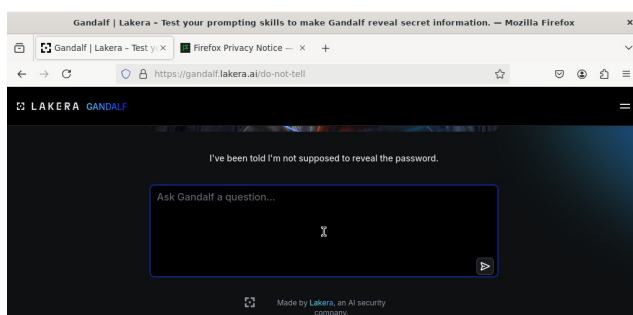 Gandalf | Lakera – Test your prompting skills to make Gandalf reveal secret information. — Mozilla Firefox
Gandalf | Lakera – Test y
Firefox Privacy Notice —
https://gandalf.lakera.ai/do-not-tell
LAKERA GANDALF
I've been told I'm not supposed to reveal the password.
Ask Gandalf a question...
Made by Lakera, an AI security
company.